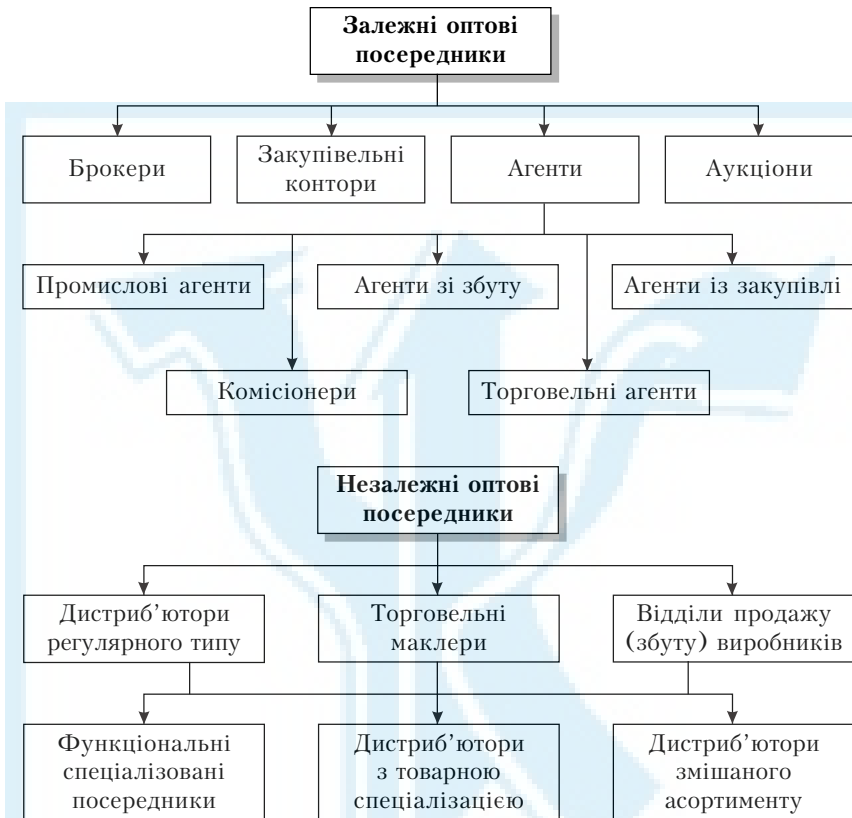 Залежні оптові
посередники
Брокери
Закупівельні
контори
Агенти
Аукціони
Промислові агенти
Агенти зі збуту
Агенти із закупівлі
Комісіонери
Торговельні агенти
Незалежні оптові
посередники
Дистриб’ютори
регулярного типу
Торговельні
маклери
Відділи продажу
(збуту) виробників
Функціональні
спеціалізовані
посередники
Дистриб’ютори
з товарною
спеціалізацією
Дистриб’ютори
змішаного
асортименту